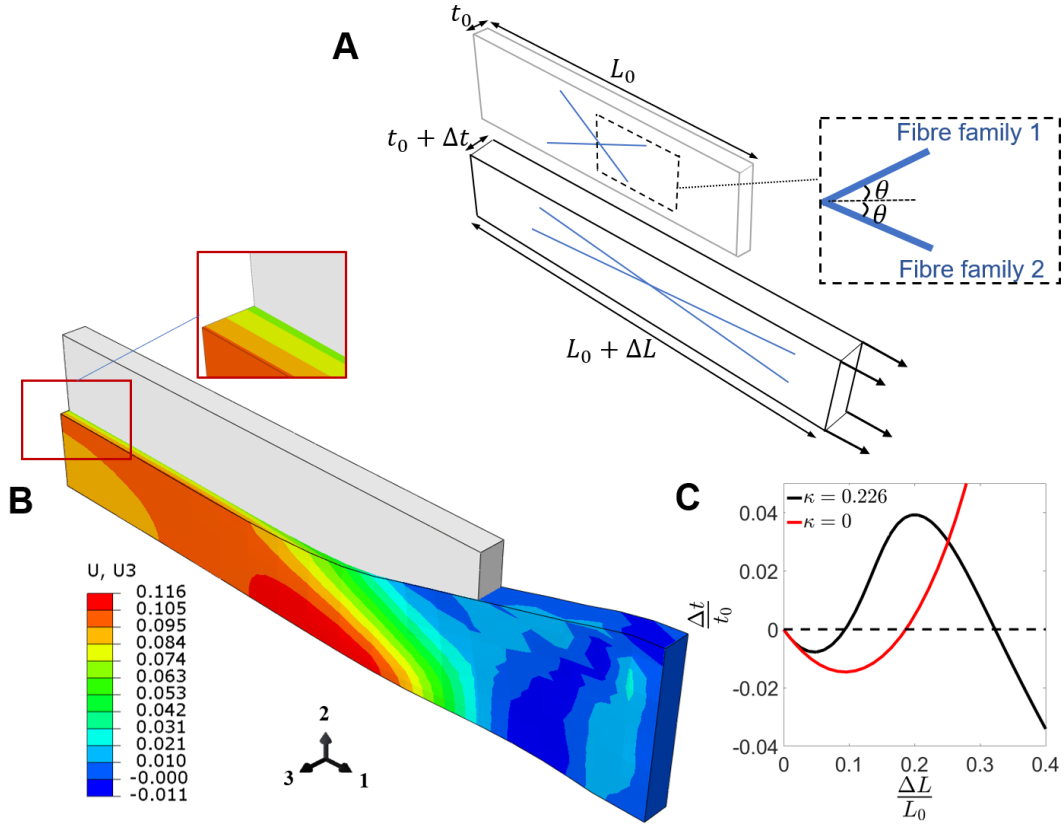 A
t₀
L₀
t₀ + Δt
Fibre family 1
θ
θ
Fibre family 2
L₀ + ΔL
B
U, U3
0.116
0.105
0.095
0.084
0.074
0.063
0.053
0.042
0.031
0.021
0.010
-0.000
-0.011
2
3
1
C
κ = 0.226
κ = 0
0.04
0.02
0
-0.02
-0.04
Δt
t₀
0
0.1
0.2
0.3
0.4
ΔL
L₀